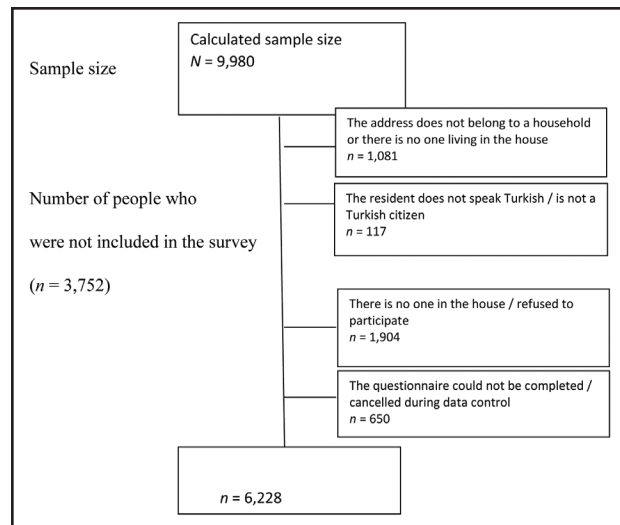 Calculated sample size
N = 9,980
Sample size
The address does not belong to a household
or there is no one living in the house
n = 1,081
The resident does not speak Turkish / is not a
Turkish citizen
n = 117
Number of people who
were not included in the survey
(n = 3,752)
There is no one in the house / refused to
participate
n = 1,904
The questionnaire could not be completed /
cancelled during data control
n = 650
n = 6,228